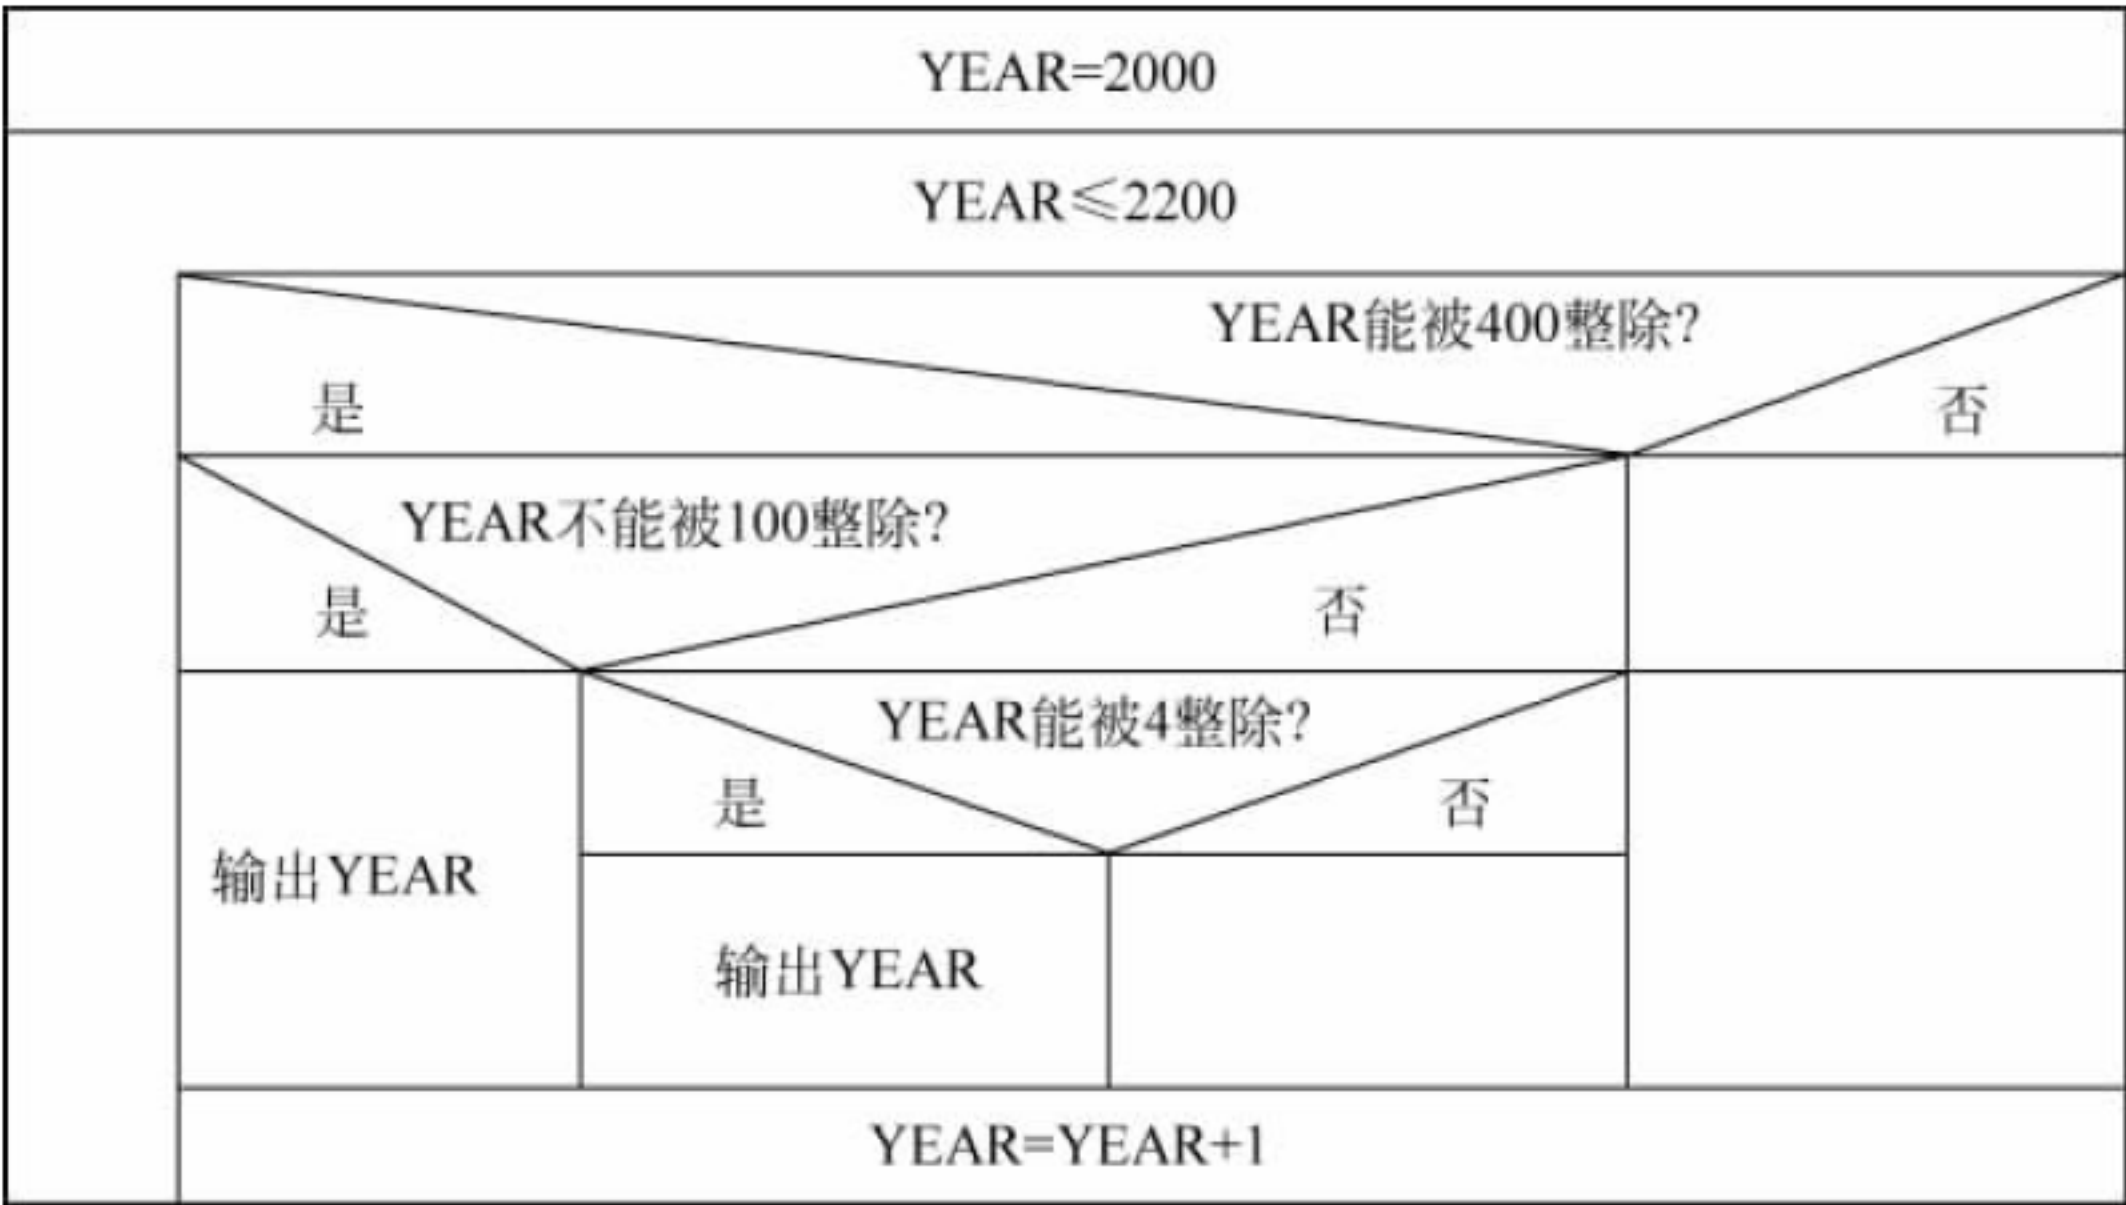 YEAR=2000
YEAR≤2200
YEAR能被400整除?
是
否
YEAR不能被100整除?
是
否
YEAR能被4整除?
是
否
输出YEAR
输出YEAR
YEAR=YEAR+1